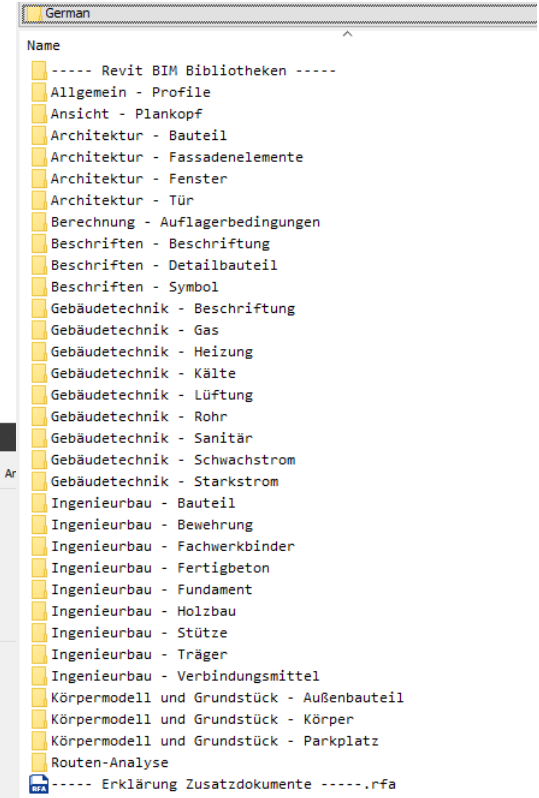 German
Name
----- Revit BIM Bibliotheken -----
Allgemein - Profile
Ansicht - Plankopf
Architektur - Bauteil
Architektur - Fassadenelemente
Architektur - Fenster
Architektur - Tür
Berechnung - Auflagerbedingungen
Beschriften - Beschriftung
Beschriften - Detailbauteil
Beschriften - Symbol
Gebäudetechnik - Beschriftung
Gebäudetechnik - Gas
Gebäudetechnik - Heizung
Gebäudetechnik - Kälte
Gebäudetechnik - Lüftung
Gebäudetechnik - Rohr
Gebäudetechnik - Sanitär
Gebäudetechnik - Schwachstrom
Ar
Gebäudetechnik - Starkstrom
Ingenieurbau - Bauteil
Ingenieurbau - Bewehrung
Ingenieurbau - Fachwerkbinder
Ingenieurbau - Fertigbeton
Ingenieurbau - Fundament
Ingenieurbau - Holzbau
Ingenieurbau - Stütze
Ingenieurbau - Träger
Ingenieurbau - Verbindungsmittel
Körpermodell und Grundstück - Außenbauteil
Körpermodell und Grundstück - Körper
Körpermodell und Grundstück - Parkplatz
Routen-Analyse
RFA ----- Erklärung Zusatzdokumente -----.rfa